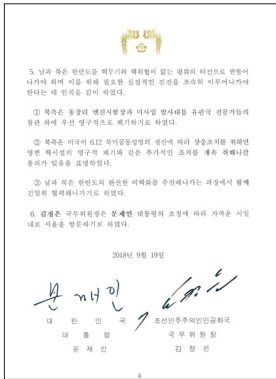 5. 남과 북은 한반도를 핵무기와 핵위협이 없는 평화의 터전으로 만들어
나가야 하며 이를 위해 필요한 실질적인 진전을 조속히 이루어나가야
한다는 데 인식을 같이 하였다.
① 북측은 동창리 엔진시험장과 미사일 발사대를 유관국 전문가들의
참관 하에 우선 영구적으로 폐기하기로 하였다.
② 북측은 미국이 6.12 북미공동성명의 정신에 따라 상응조치를 취하면
영변 핵시설의 영구적 폐기와 같은 추가적인 조치를 계속 취해나갈
용의가 있음을 표명하였다.
③ 남과 북은 한반도의 완전한 비핵화를 추진해나가는 과정에서 함께
긴밀히 협력해나가기로 하였다.
6. 김정은 국무위원장은 문재인 대통령의 초청에 따라 가까운 시일
내로 서울을 방문하기로 하였다.
2018년 9월 19일
문재인
대 한 민 국 조선민주주의인민공화국
대 통 령 국 무 위 원 장
문 재 인 김 정 은
4